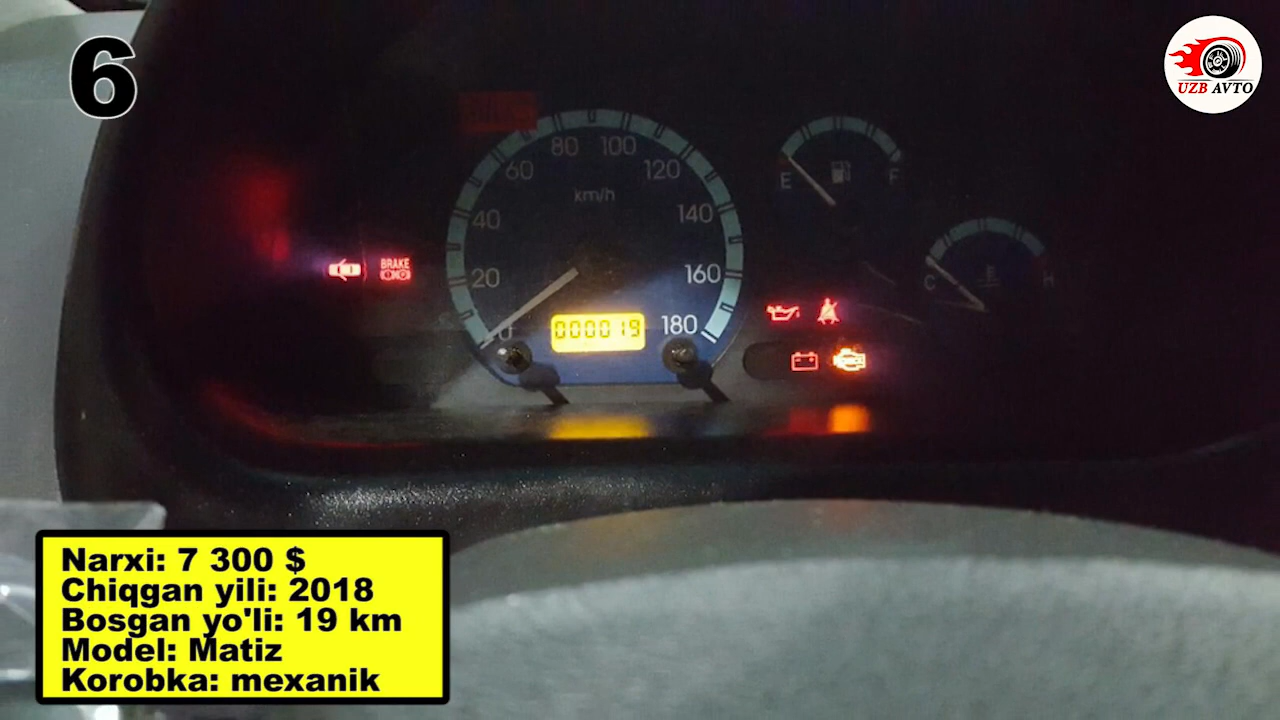 6
UZB AVTO
80 100
60 120
km/h
40 140
20 160
0 180
000019
BRAKE
E F
C H
Narxi: 7 300 $
Chiqgan yili: 2018
Bosgan yo'li: 19 km
Model: Matiz
Korobka: mexanik